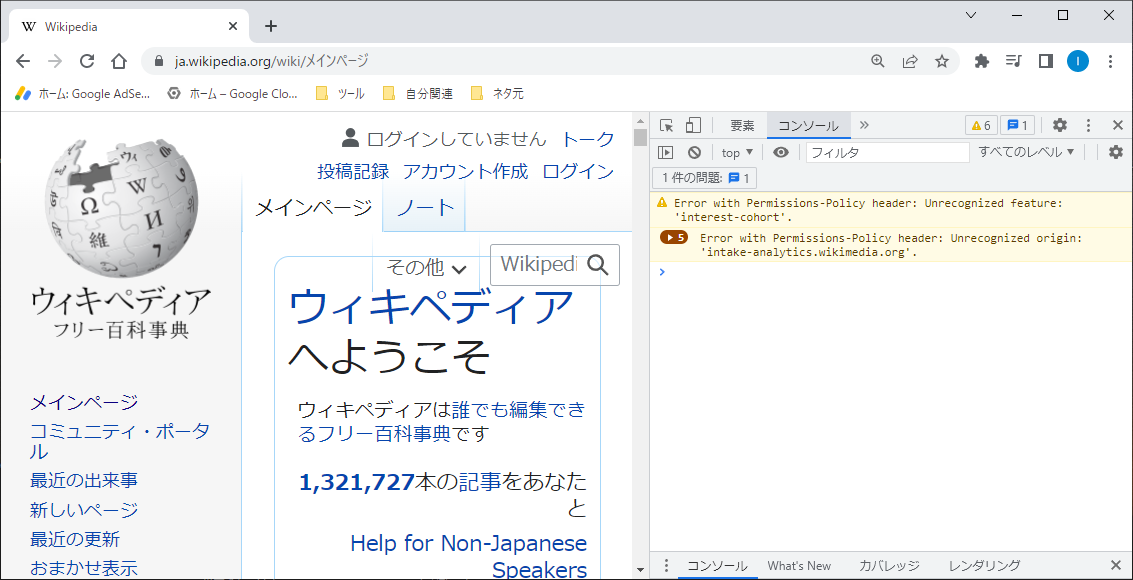 W Wikipedia
ja.wikipedia.org/wiki/メインページ
I
ホーム: Google AdSe...
ホーム – Google Clo...
ツール
自分関連
ネタ元
ログインしていません トーク
投稿記録 アカウント作成 ログイン
メインページ ノート
その他
Wikipedi
Ω W И 維 ウィ
ウィキペディア
フリー百科事典
メインページ
コミュニティ・ポータ
ル
最近の出来事
新しいページ
最近の更新
おまかせ表示
ウィキペディア
へようこそ
ウィキペディアは誰でも編集でき
るフリー百科事典です
1,321,727本の記事をあなた
と
Help for Non-Japanese
Speakers
要素 コンソール » 6 1
top フィルタ すべてのレベル
1 件の問題: 1
Error with Permissions-Policy header: Unrecognized feature:
'interest-cohort'.
5 Error with Permissions-Policy header: Unrecognized origin:
'intake-analytics.wikimedia.org'.
コンソール What's New カバレッジ レンダリング